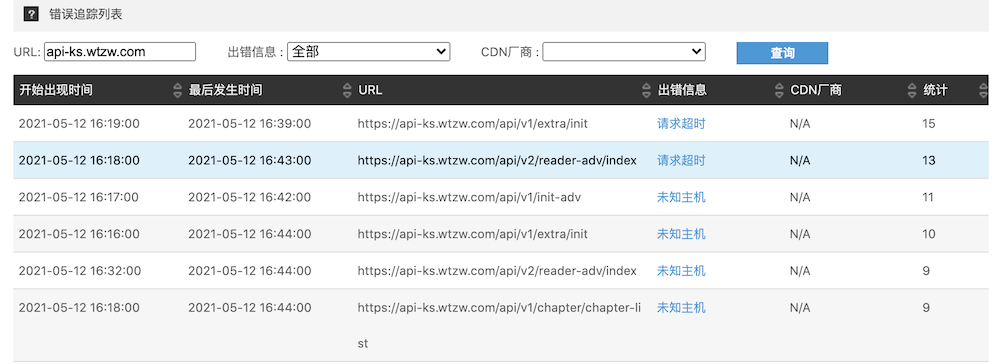 ? 错误追踪列表
URL: api-ks.wtzw.com 出错信息 : 全部 CDN厂商 : 查询
开始出现时间 最后发生时间 URL 出错信息 CDN厂商 统计
2021-05-12 16:19:00 2021-05-12 16:39:00 https://api-ks.wtzw.com/api/v1/extra/init 请求超时 N/A 15
2021-05-12 16:18:00 2021-05-12 16:43:00 https://api-ks.wtzw.com/api/v2/reader-adv/index 请求超时 N/A 13
2021-05-12 16:17:00 2021-05-12 16:42:00 https://api-ks.wtzw.com/api/v1/init-adv 未知主机 N/A 11
2021-05-12 16:16:00 2021-05-12 16:44:00 https://api-ks.wtzw.com/api/v1/extra/init 未知主机 N/A 10
2021-05-12 16:32:00 2021-05-12 16:44:00 https://api-ks.wtzw.com/api/v2/reader-adv/index 未知主机 N/A 9
2021-05-12 16:18:00 2021-05-12 16:44:00 https://api-ks.wtzw.com/api/v1/chapter/chapter-li 未知主机 N/A 9
st